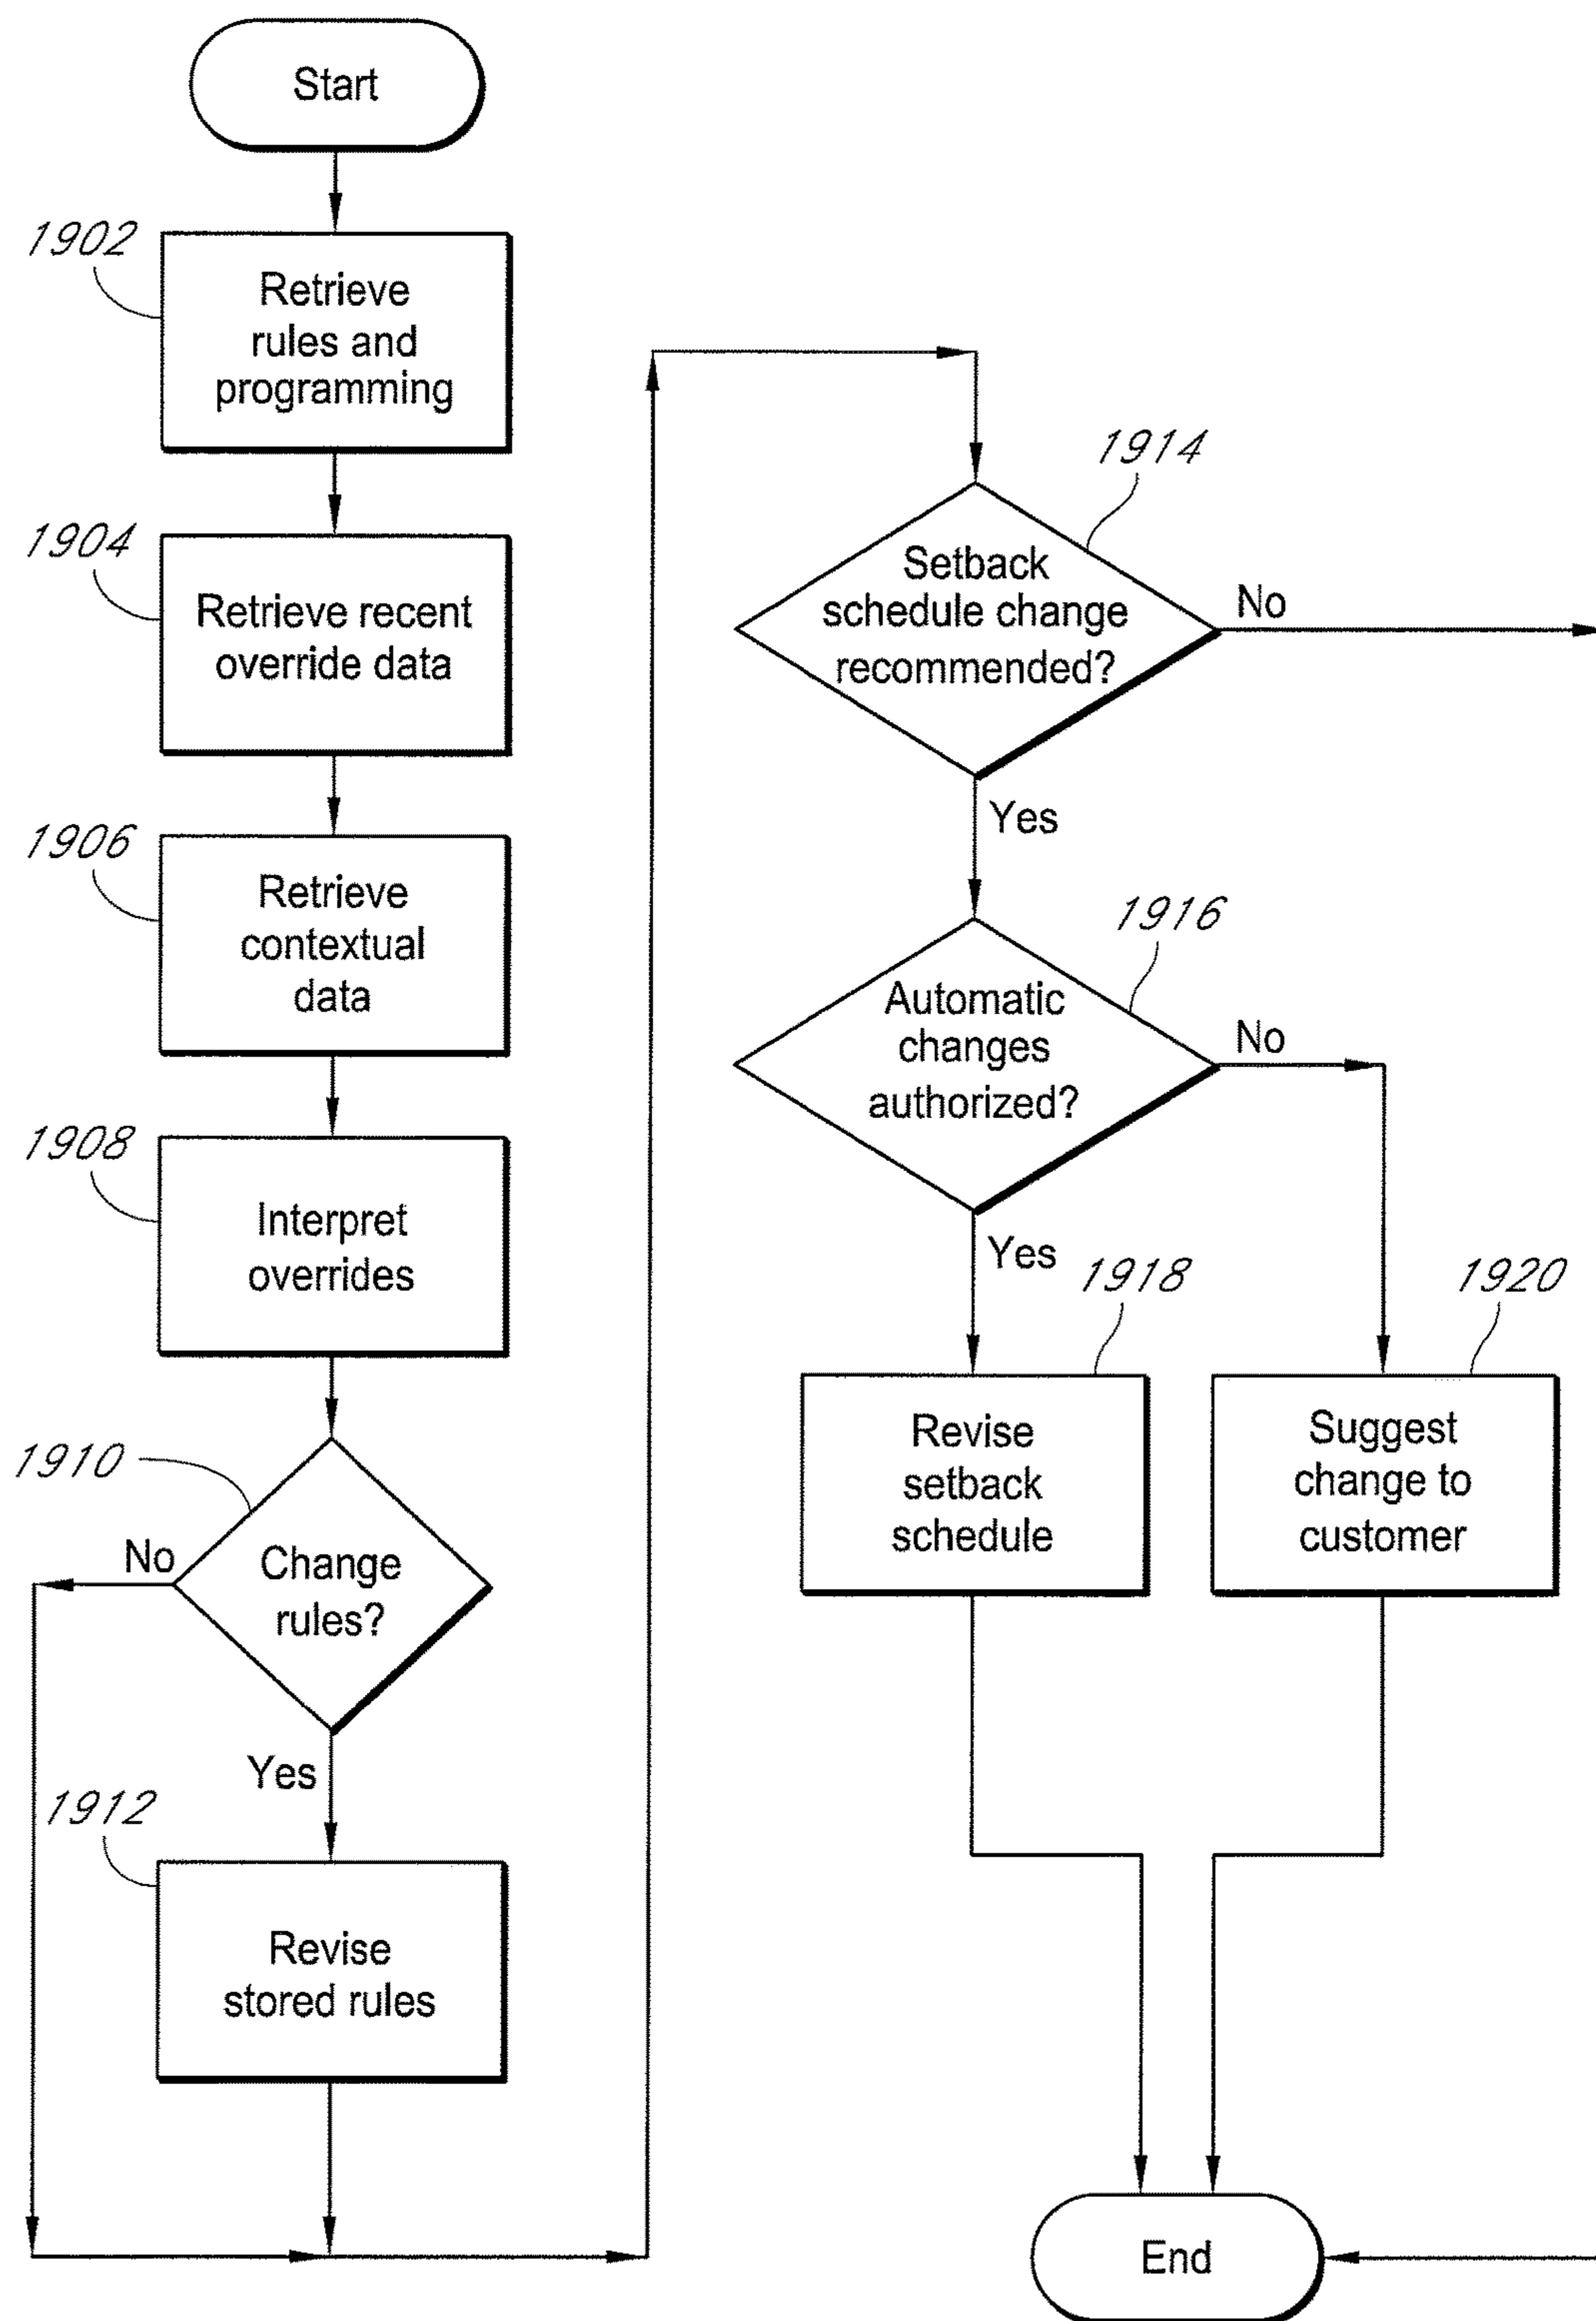 Start
1902
Retrieve
rules and
programming
1904
Retrieve recent
override data
1906
Retrieve
contextual
data
1908
Interpret
overrides
1910
No
Change
rules?
Yes
1912
Revise
stored rules
1914
Setback
schedule change
recommended?
No
Yes
1916
Automatic
changes
authorized?
No
Yes
1918
Revise
setback
schedule
1920
Suggest
change to
customer
End